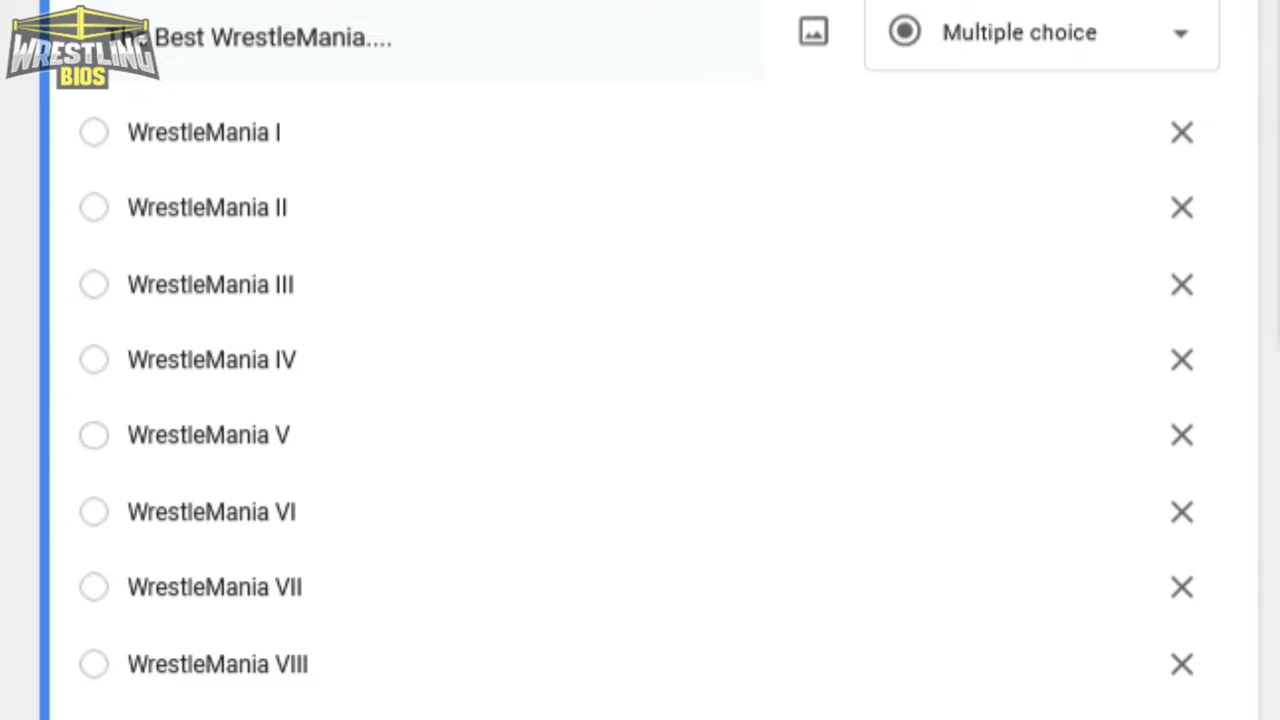 The Best WrestleMania....
Multiple choice
WRESTLING
BIOS
WrestleMania I
WrestleMania II
WrestleMania III
WrestleMania IV
WrestleMania V
WrestleMania VI
WrestleMania VII
WrestleMania VIII